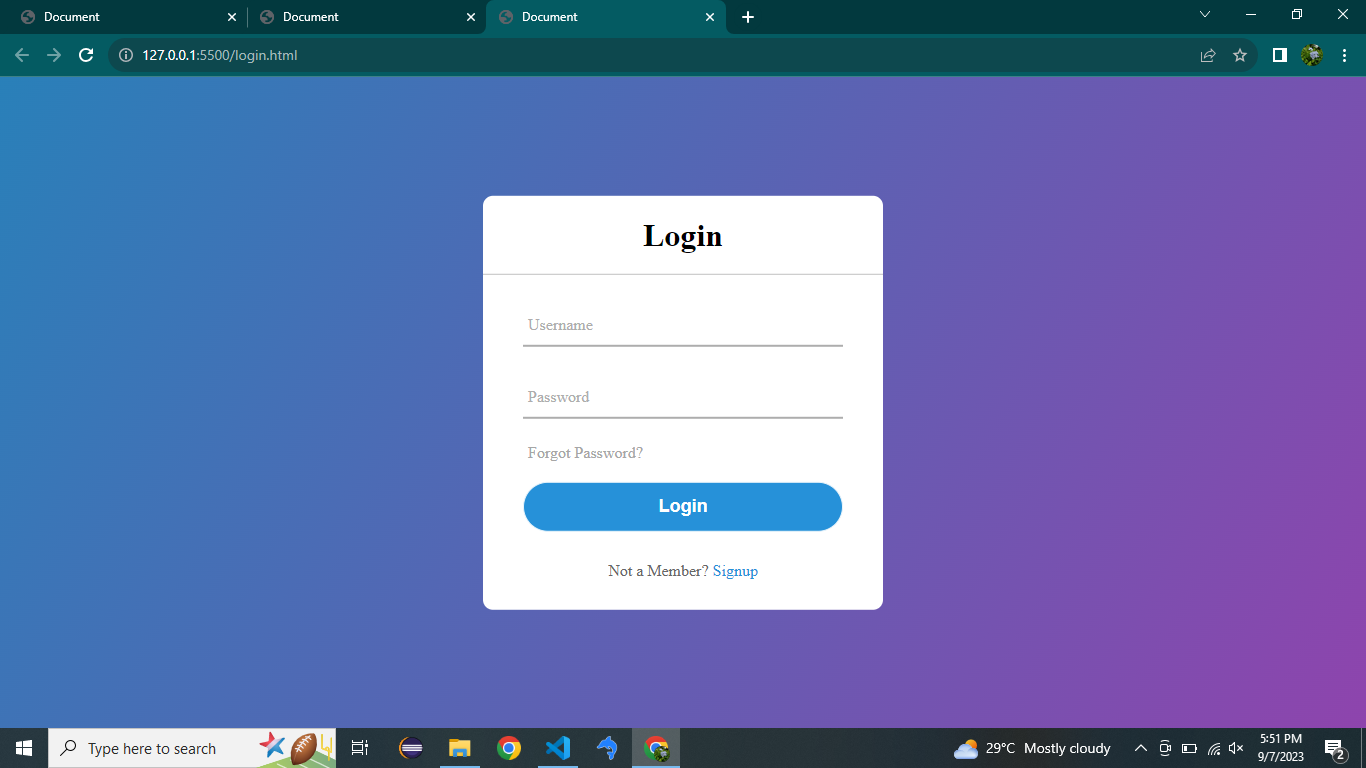 Document
Document
Document
127.0.0.1:5500/login.html
Login
Username
Password
Forgot Password?
Login
Not a Member? Signup
Type here to search
29°C Mostly cloudy
5:51 PM
9/7/2023
2